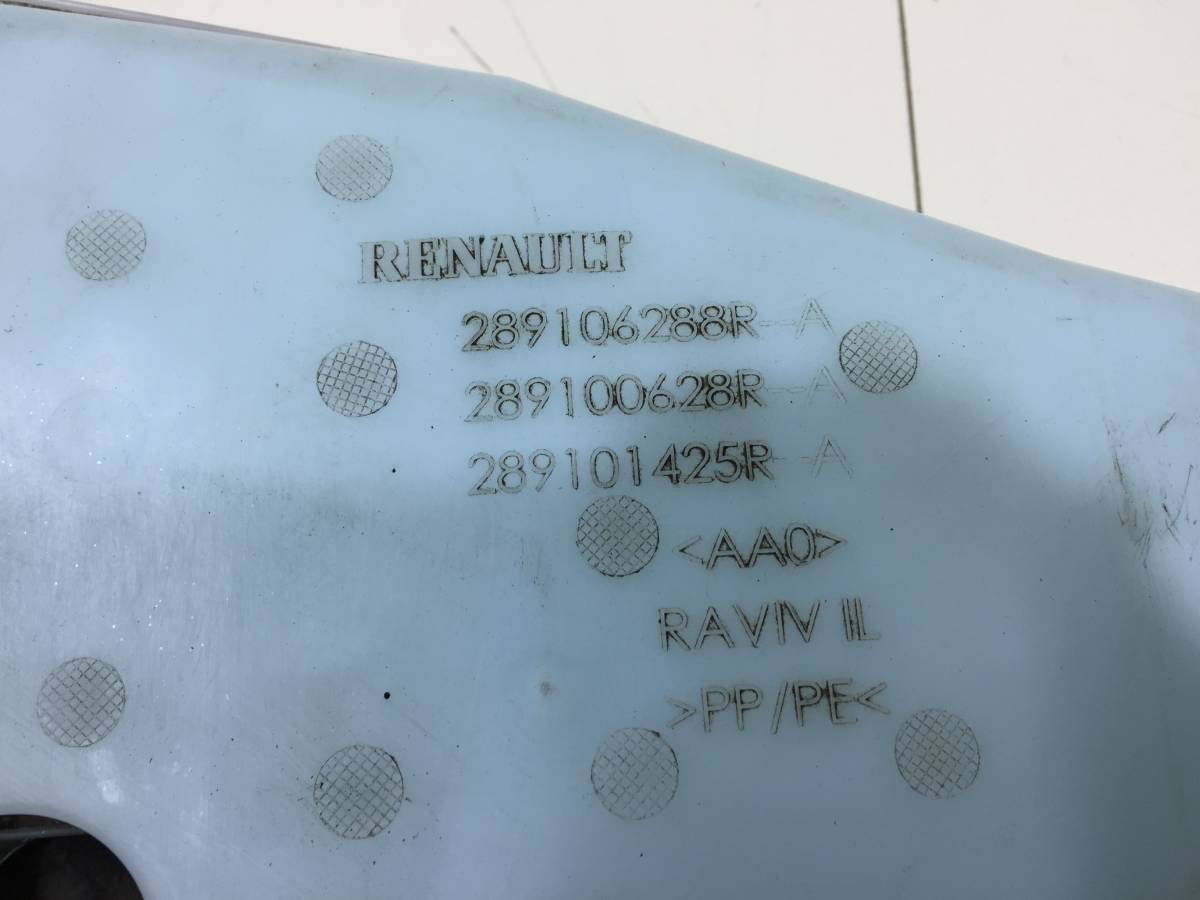 RENAULT
289106288R--A
289100628R--A
289101425R--A
<AA0>
RAVIV IL
>PP/PE<